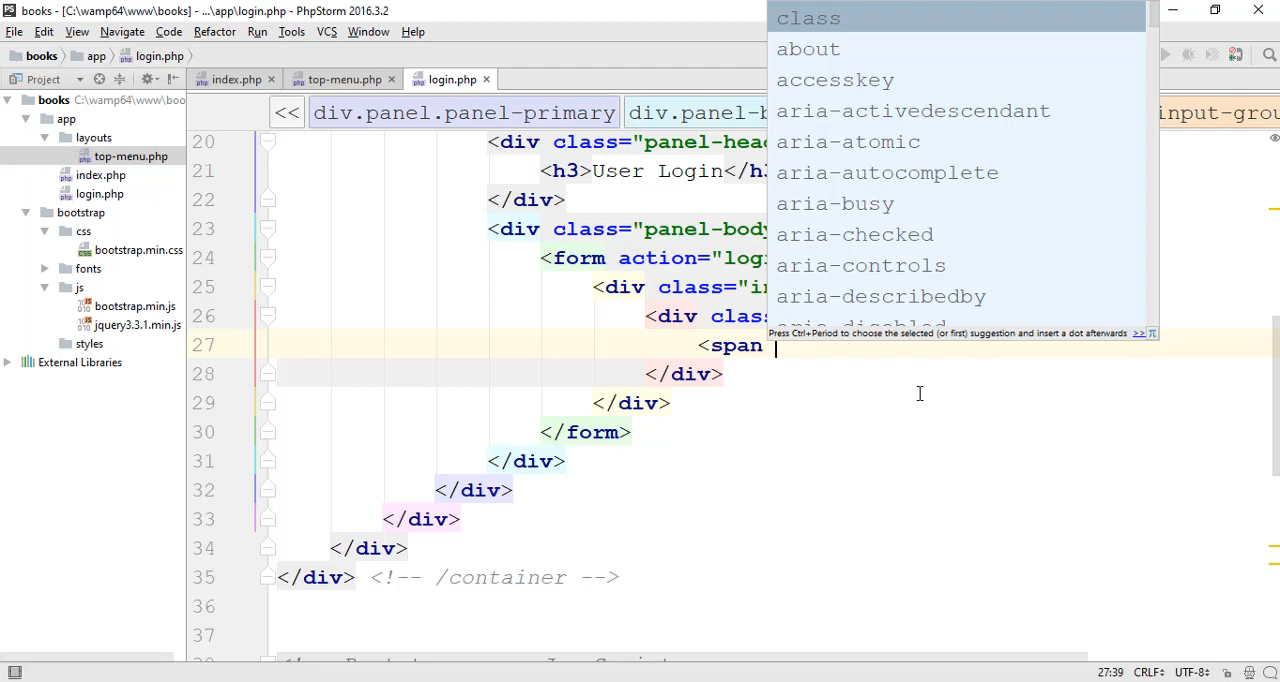 books - [C:\wamp64\www\books] - ...\app\login.php - PhpStorm 2016.3.2
File Edit View Navigate Code Refactor Run Tools VCS Window Help
books app login.php
Project
index.php top-menu.php login.php
books C:\wamp64\www\boo
app
layouts
top-menu.php
index.php
login.php
bootstrap
css
bootstrap.min.css
fonts
js
bootstrap.min.js
jquery3.3.1.min.js
styles
External Libraries
<< div.panel.panel-primary div.panel-b input-grou
20 <div class="panel-head
21 <h3>User Login</h3
22 </div>
23 <div class="panel-body
24 <form action="logi
25 <div class="in
26 <div class
27 <span
28 </div>
29 </div>
30 </form>
31 </div>
32 </div>
33 </div>
34 </div>
35 </div> <!-- /container -->
36
37
class
about
accesskey
aria-activedescendant
aria-atomic
aria-autocomplete
aria-busy
aria-checked
aria-controls
aria-describedby
aria-disabled
Press Ctrl+Period to choose the selected (or first) suggestion and insert a dot afterwards >> π
27:39 CRLF UTF-8